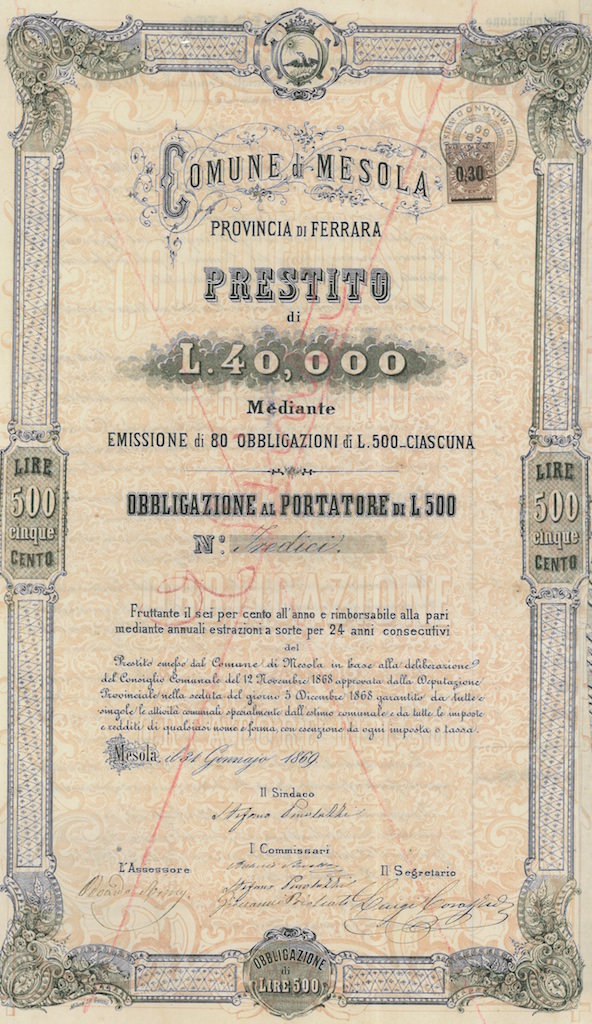 COMUNE di MESOLA
0,30
PROVINCIA DI FERRARA
PRESTITO
di
L. 40,000
Mediante
EMISSIONE di 80 OBBLIGAZIONI di L. 500 CIASCUNA
LIRE
500
cinque
CENTO
LIRE
500
cinque
CENTO
OBBLIGAZIONE AL PORTATORE DI L 500
N.º Tredici.
Fruttante il sei per cento all'anno e rimborsabile alla pari
mediante annuali estrazioni a sorte per 24 anni consecutivi
del
Prestito emesso dal Comune di Mesola in base alla deliberazione
del Consiglio Comunale del 12 Novembre 1868 approvata dalla Deputazione
Provinciale nella seduta del giorno 5 Dicembre 1868 garantito da tutte e
singole le attività comunali specialmente dall'estimo comunale e da tutte le imposte
e redditi di qualsiasi nome e forma, con esenzione da ogni imposta o tassa.
Mesola, il 31 Gennajo 1869
Il Sindaco
Stefano
I Commissari
L'Assessore
Il Segretario
Stefano
Giovanni
Luigi
OBBLIGAZIONE
di
LIRE 500